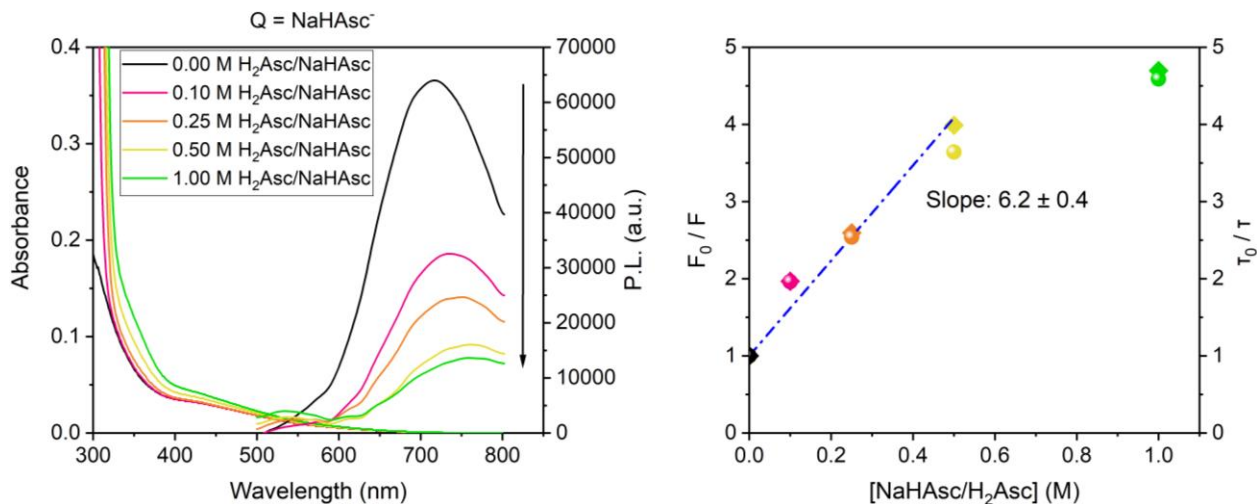 Q = NaHAsc⁻
0.4
0.3
0.2
0.1
0.0
Absorbance
70000
60000
50000
40000
30000
20000
10000
0
P.L. (a.u.)
0.00 M H₂Asc/NaHAsc
0.10 M H₂Asc/NaHAsc
0.25 M H₂Asc/NaHAsc
0.50 M H₂Asc/NaHAsc
1.00 M H₂Asc/NaHAsc
300 400 500 600 700 800
Wavelength (nm)
5
4
3
2
1
0
F₀ / F
5
4
3
2
1
0
τ₀ / τ
Slope: 6.2 ± 0.4
0.0 0.2 0.4 0.6 0.8 1.0
[NaHAsc/H₂Asc] (M)